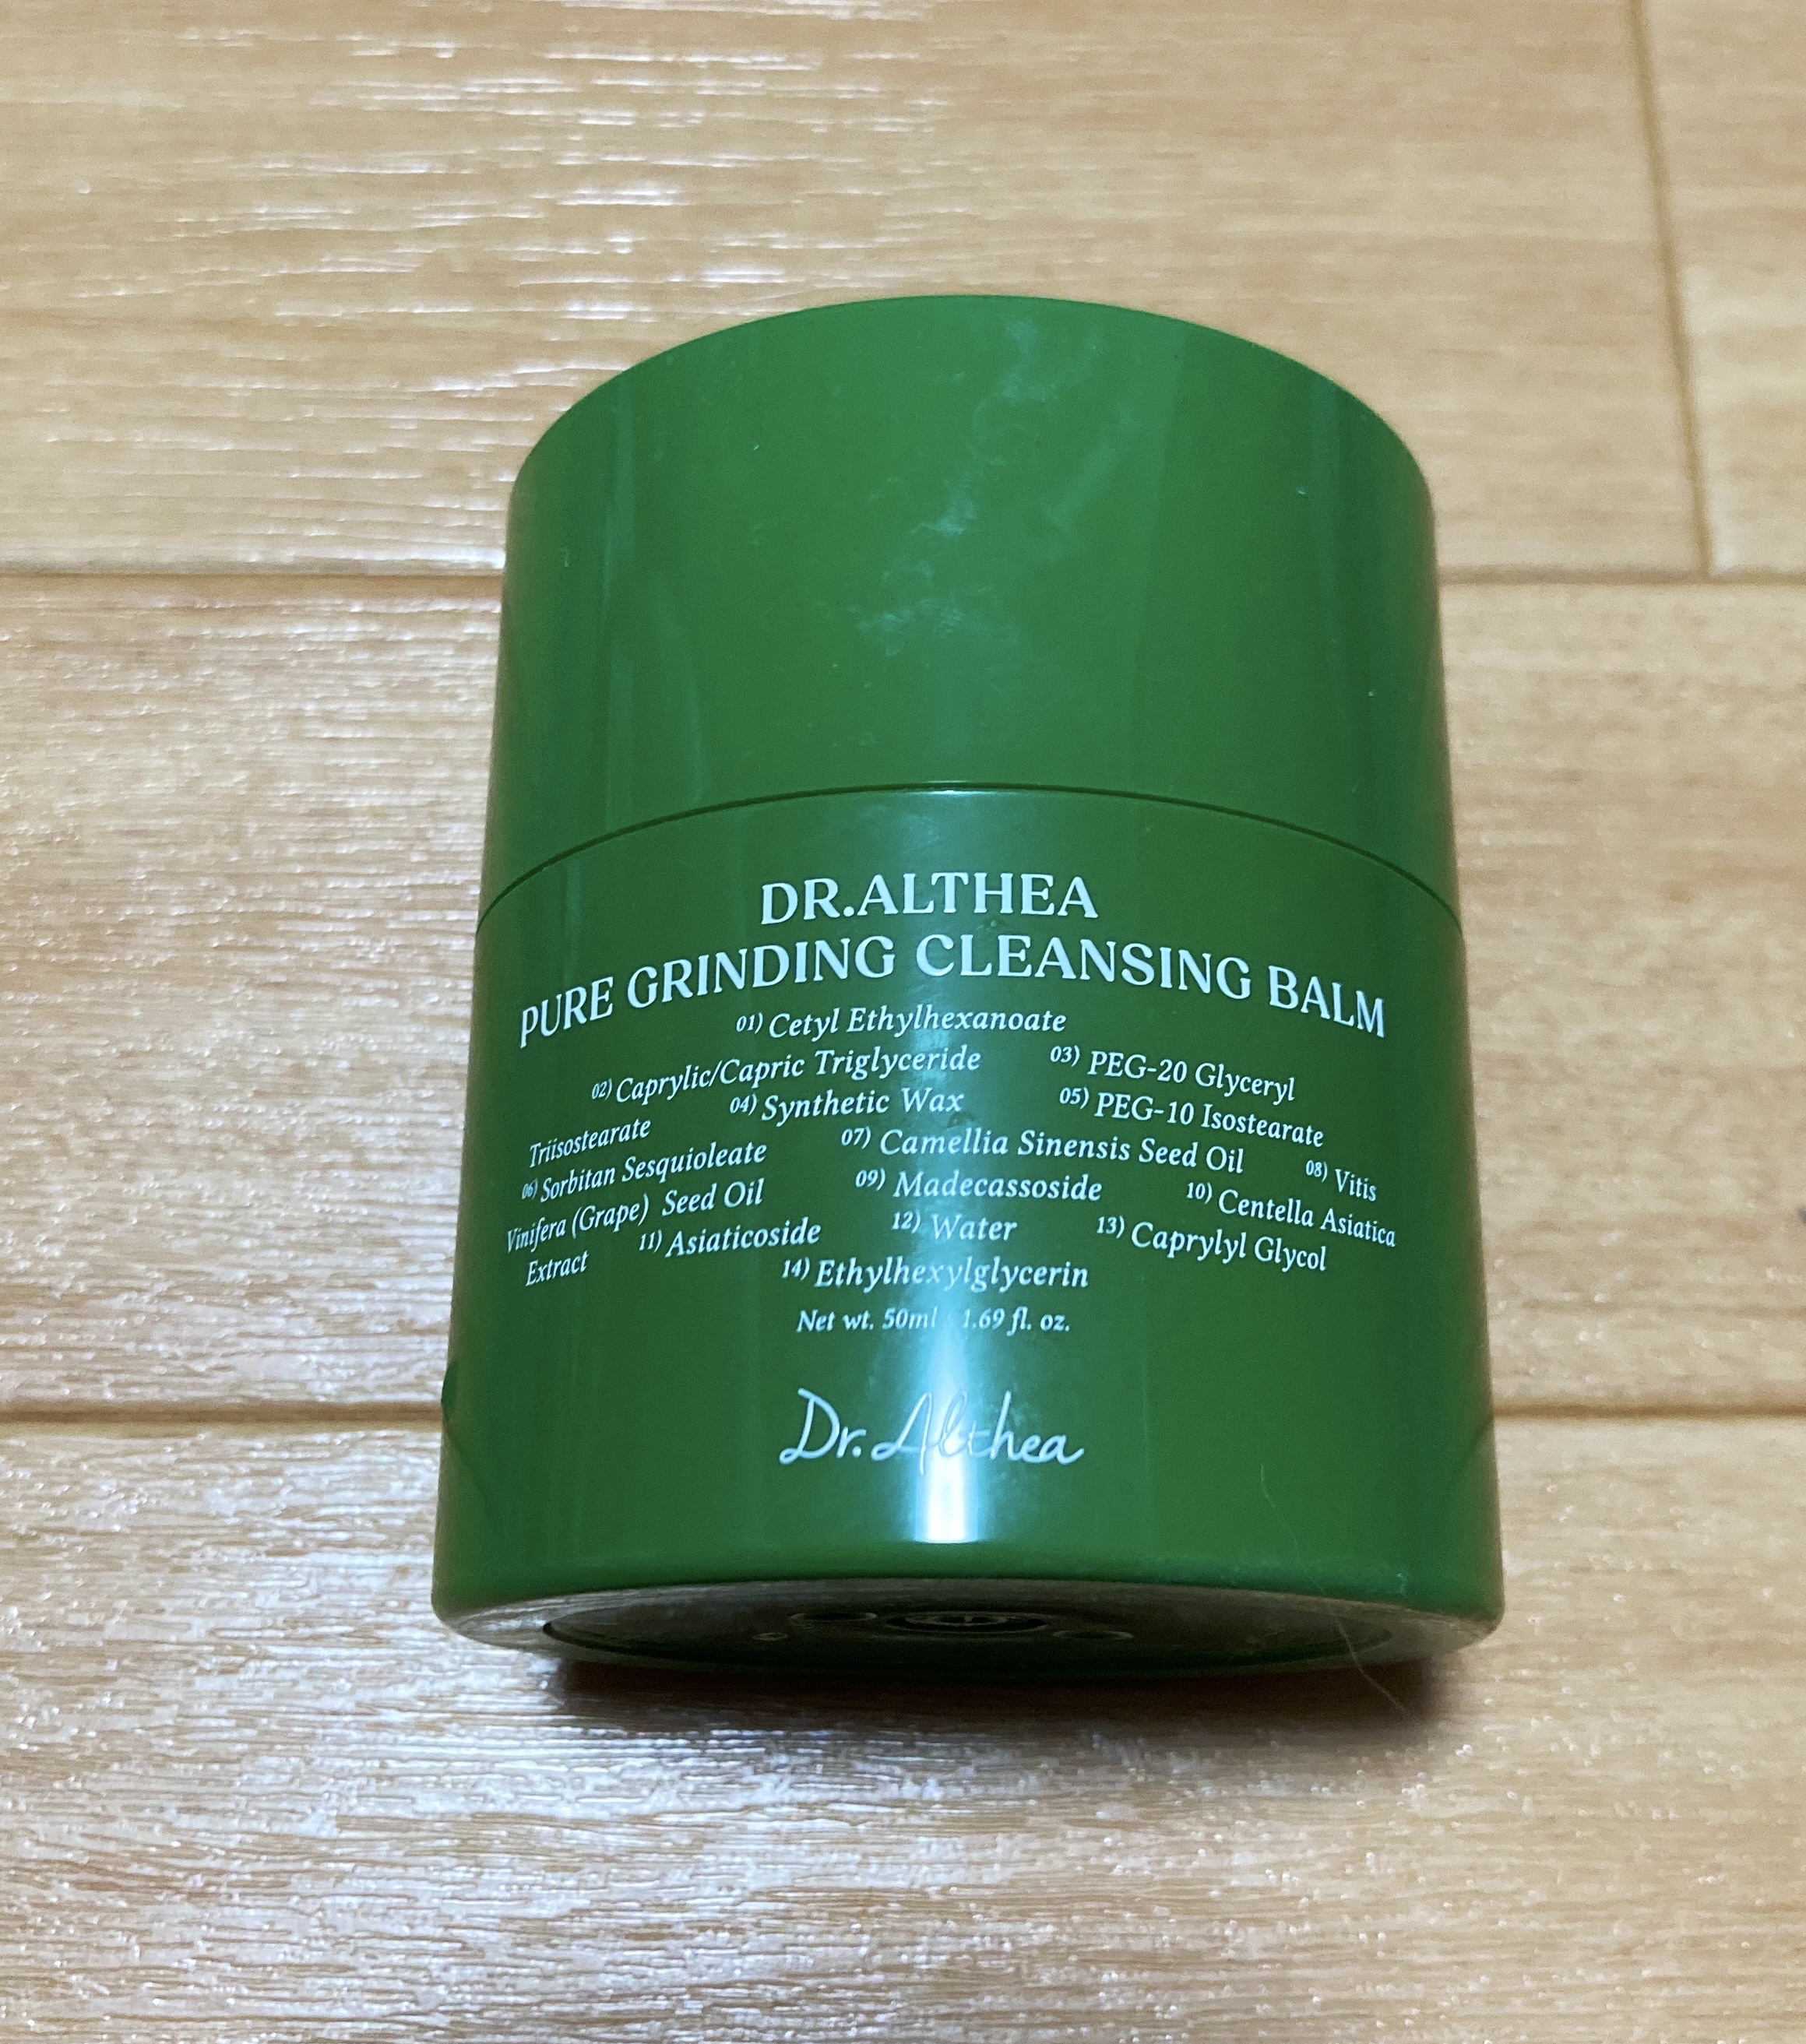 DR.ALTHEA
PURE GRINDING CLEANSING BALM
01) Cetyl Ethylhexanoate
02) Caprylic/Capric Triglyceride 03) PEG-20 Glyceryl
Triisostearate 04) Synthetic Wax 05) PEG-10 Isostearate
06) Sorbitan Sesquioleate 07) Camellia Sinensis Seed Oil 08) Vitis
Vinifera (Grape) Seed Oil 09) Madecassoside 10) Centella Asiatica
Extract 11) Asiaticoside 12) Water 13) Caprylyl Glycol
14) Ethylhexylglycerin
Net wt. 50ml 1.69 fl. oz.
Dr. Althea